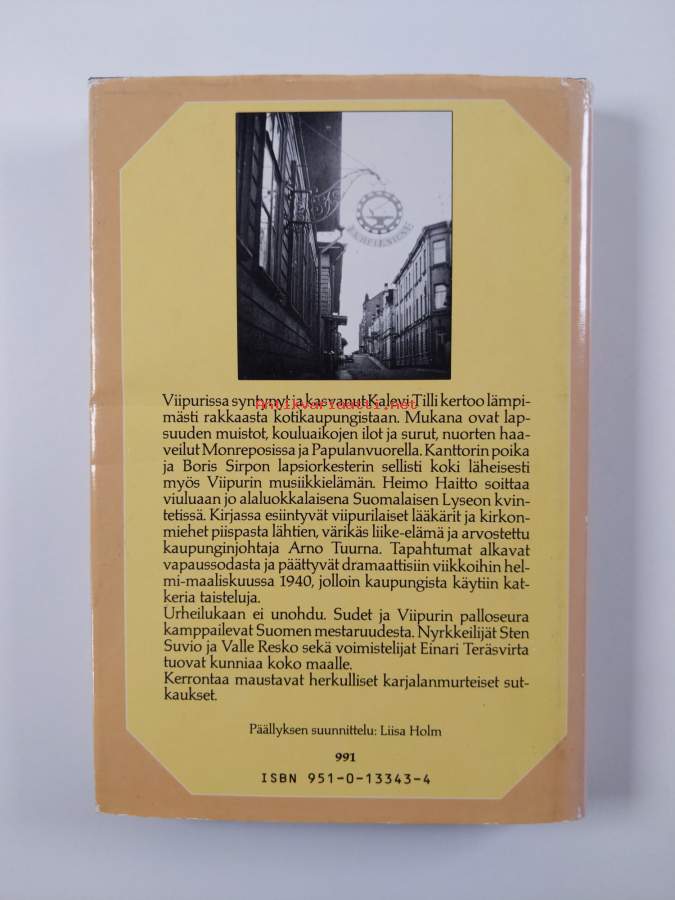 Viipurissa syntynyt ja kasvanut Kalevi Tilli kertoo lämpi-
mästi rakkaasta kotikaupungistaan. Mukana ovat lap-
suuden muistot, kouluaikojen ilot ja surut, nuorten haa-
veilut Monreposissa ja Papulanvuorella. Kanttorin poika
ja Boris Sirpon lapsiorkesterin sellisti koki läheisesti
myös Viipurin musiikkielämän. Heimo Haitto soittaa
viuluaan jo alaluokkalaisena Suomalaisen Lyseon kvin-
tetissä. Kirjassa esiintyvät viipurilaiset lääkärit ja kirkon-
miehet piispasta lähtien, värikäs liike-elämä ja arvostettu
kaupunginjohtaja Arno Tuurna. Tapahtumat alkavat
vapaussodasta ja päättyvät dramaattisiin viikkoihin hel-
mi-maaliskuussa 1940, jolloin kaupungista käytiin kat-
keria taisteluja.
Urheilukaan ei unohdu. Sudet ja Viipurin palloseura
kamppailevat Suomen mestaruudesta. Nyrkkeilijät Sten
Suvio ja Valle Resko sekä voimistelijat Einari Teräsvirta
tuovat kunniaa koko maalle.
Kerrontaa maustavat herkulliset karjalanmurteiset sut-
kaukset.
Antikvariaatti.net
Päällyksen suunnittelu: Liisa Holm
991
ISBN 951-0-13343-4